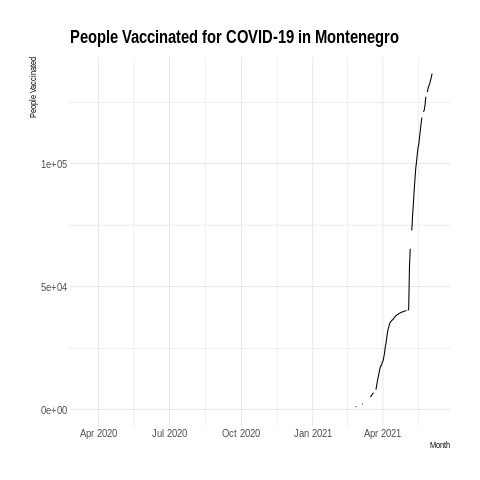 People Vaccinated for COVID-19 in Montenegro
People Vaccinated
1e+05
5e+04
0e+00
Apr 2020 Jul 2020 Oct 2020 Jan 2021 Apr 2021
Month